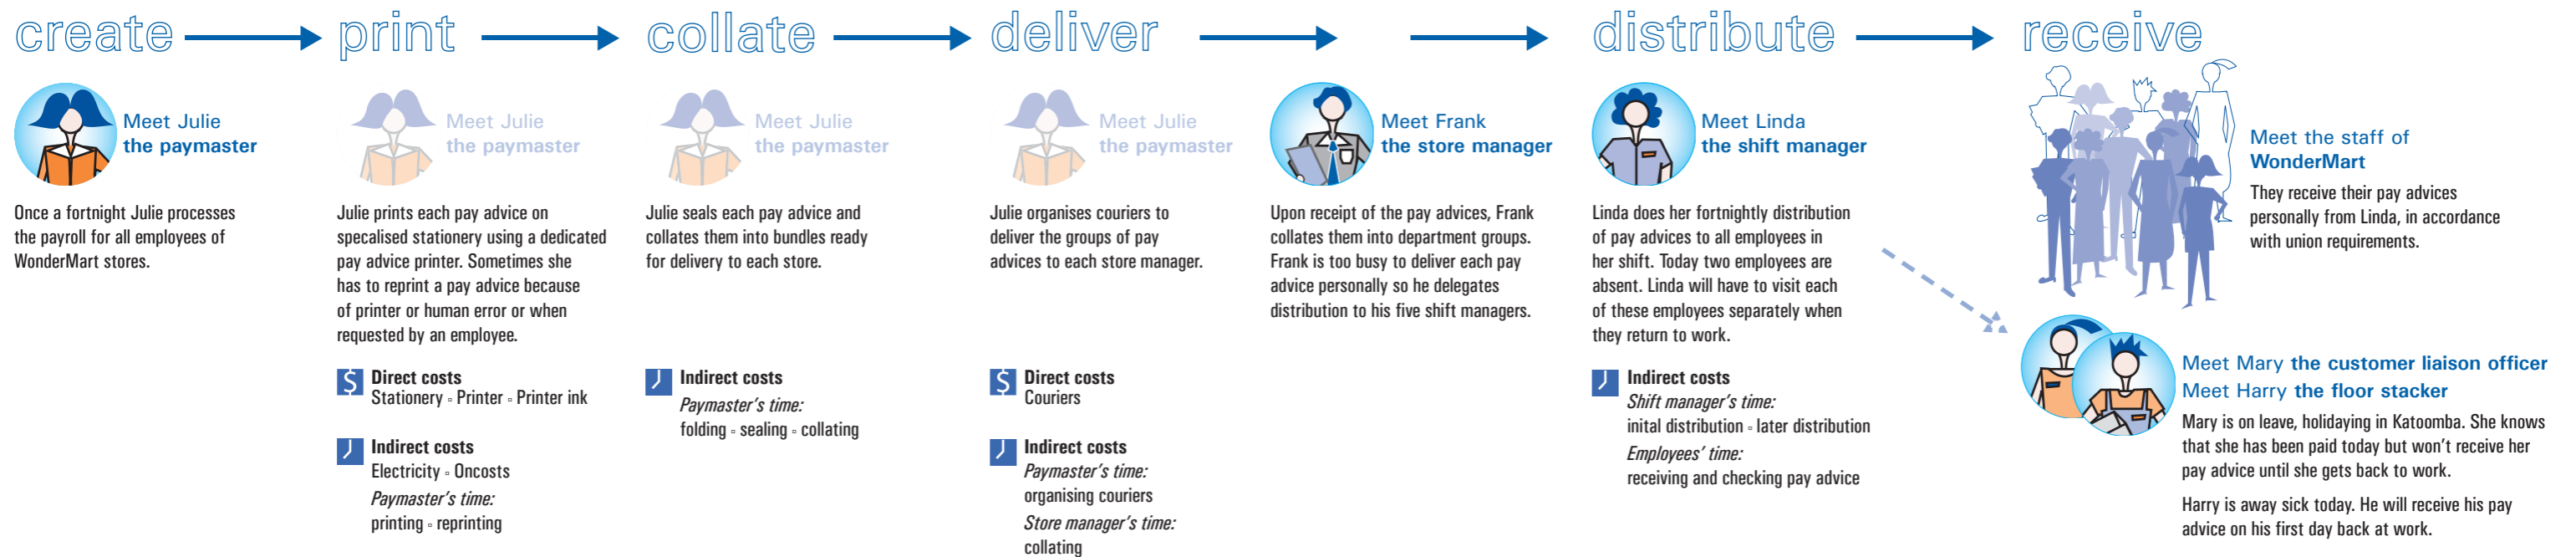 create
print
collate
deliver
distribute
receive
Meet Julie
the paymaster
Once a fortnight Julie processes
the payroll for all employees of
WonderMart stores.
Meet Julie
the paymaster
Julie prints each pay advice on
specalised stationery using a dedicated
pay advice printer. Sometimes she
has to reprint a pay advice because
of printer or human error or when
requested by an employee.
$ Direct costs
Stationery ▫ Printer ▫ Printer ink
Indirect costs
Electricity ▫ Oncosts
Paymaster's time:
printing ▫ reprinting
Meet Julie
the paymaster
Julie seals each pay advice and
collates them into bundles ready
for delivery to each store.
Indirect costs
Paymaster's time:
folding ▫ sealing ▫ collating
Meet Julie
the paymaster
Julie organises couriers to
deliver the groups of pay
advices to each store manager.
$ Direct costs
Couriers
Indirect costs
Paymaster's time:
organising couriers
Store manager's time:
collating
Meet Frank
the store manager
Upon receipt of the pay advices, Frank
collates them into department groups.
Frank is too busy to deliver each pay
advice personally so he delegates
distribution to his five shift managers.
Meet Linda
the shift manager
Linda does her fortnightly distribution
of pay advices to all employees in
her shift. Today two employees are
absent. Linda will have to visit each
of these employees separately when
they return to work.
Indirect costs
Shift manager's time:
inital distribution ▫ later distribution
Employees' time:
receiving and checking pay advice
Meet the staff of
WonderMart
They receive their pay advices
personally from Linda, in accordance
with union requirements.
Meet Mary the customer liaison officer
Meet Harry the floor stacker
Mary is on leave, holidaying in Katoomba. She knows
that she has been paid today but won't receive her
pay advice until she gets back to work.
Harry is away sick today. He will receive his pay
advice on his first day back at work.